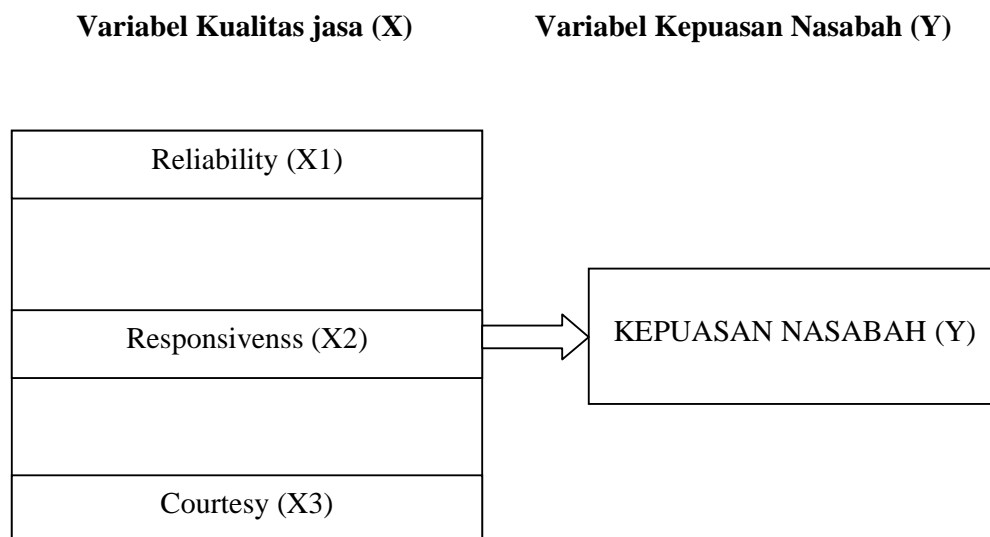 Variabel Kualitas jasa (X) Variabel Kepuasan Nasabah (Y)
Reliability (X1)
Responsivenss (X2)
KEPUASAN NASABAH (Y)
Courtesy (X3)